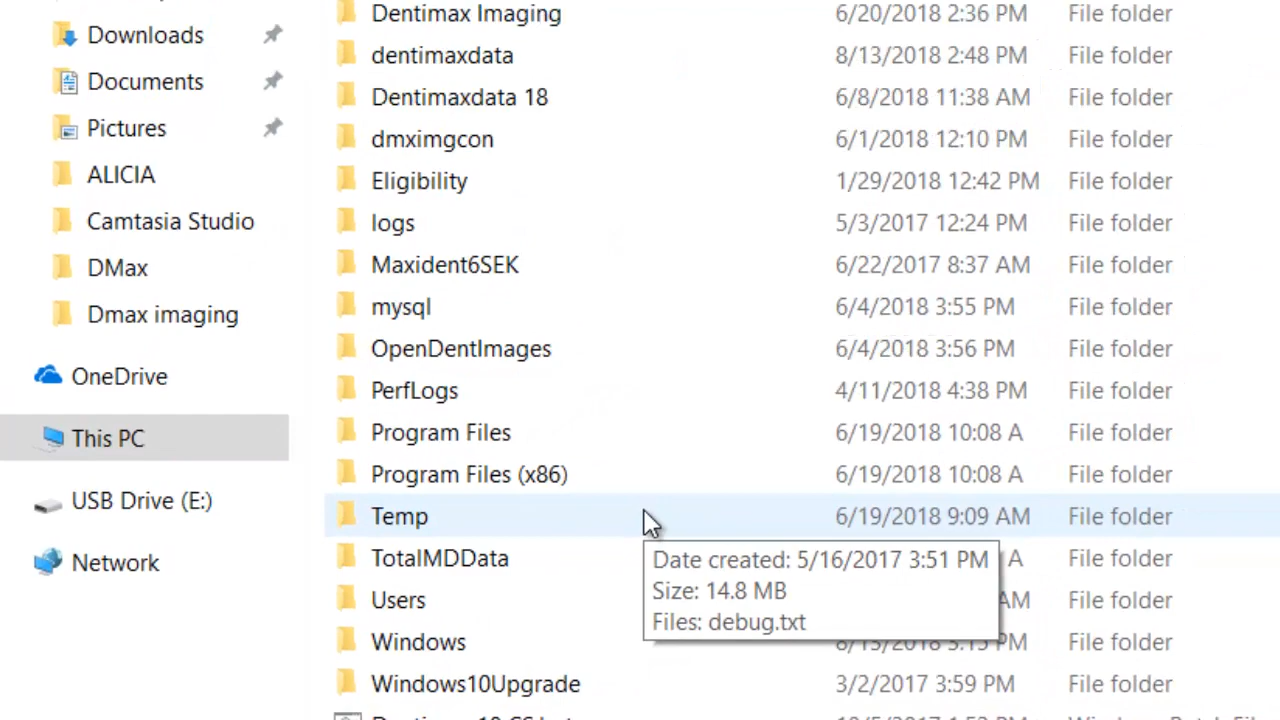 Downloads
Documents
Pictures
ALICIA
Camtasia Studio
DMax
Dmax imaging
OneDrive
This PC
USB Drive (E:)
Network
Dentimax Imaging 6/20/2018 2:36 PM File folder
dentimaxdata 8/13/2018 2:48 PM File folder
Dentimaxdata 18 6/8/2018 11:38 AM File folder
dmximgcon 6/1/2018 12:10 PM File folder
Eligibility 1/29/2018 12:42 PM File folder
logs 5/3/2017 12:24 PM File folder
Maxident6SEK 6/22/2017 8:37 AM File folder
mysql 6/4/2018 3:55 PM File folder
OpenDentImages 6/4/2018 3:56 PM File folder
PerfLogs 4/11/2018 4:38 PM File folder
Program Files 6/19/2018 10:08 A File folder
Program Files (x86) 6/19/2018 10:08 A File folder
Temp 6/19/2018 9:09 AM File folder
TotalMDData A File folder
Users AM File folder
Windows PM File folder
Windows10Upgrade 3/2/2017 3:59 PM File folder
Date created: 5/16/2017 3:51 PM
Size: 14.8 MB
Files: debug.txt